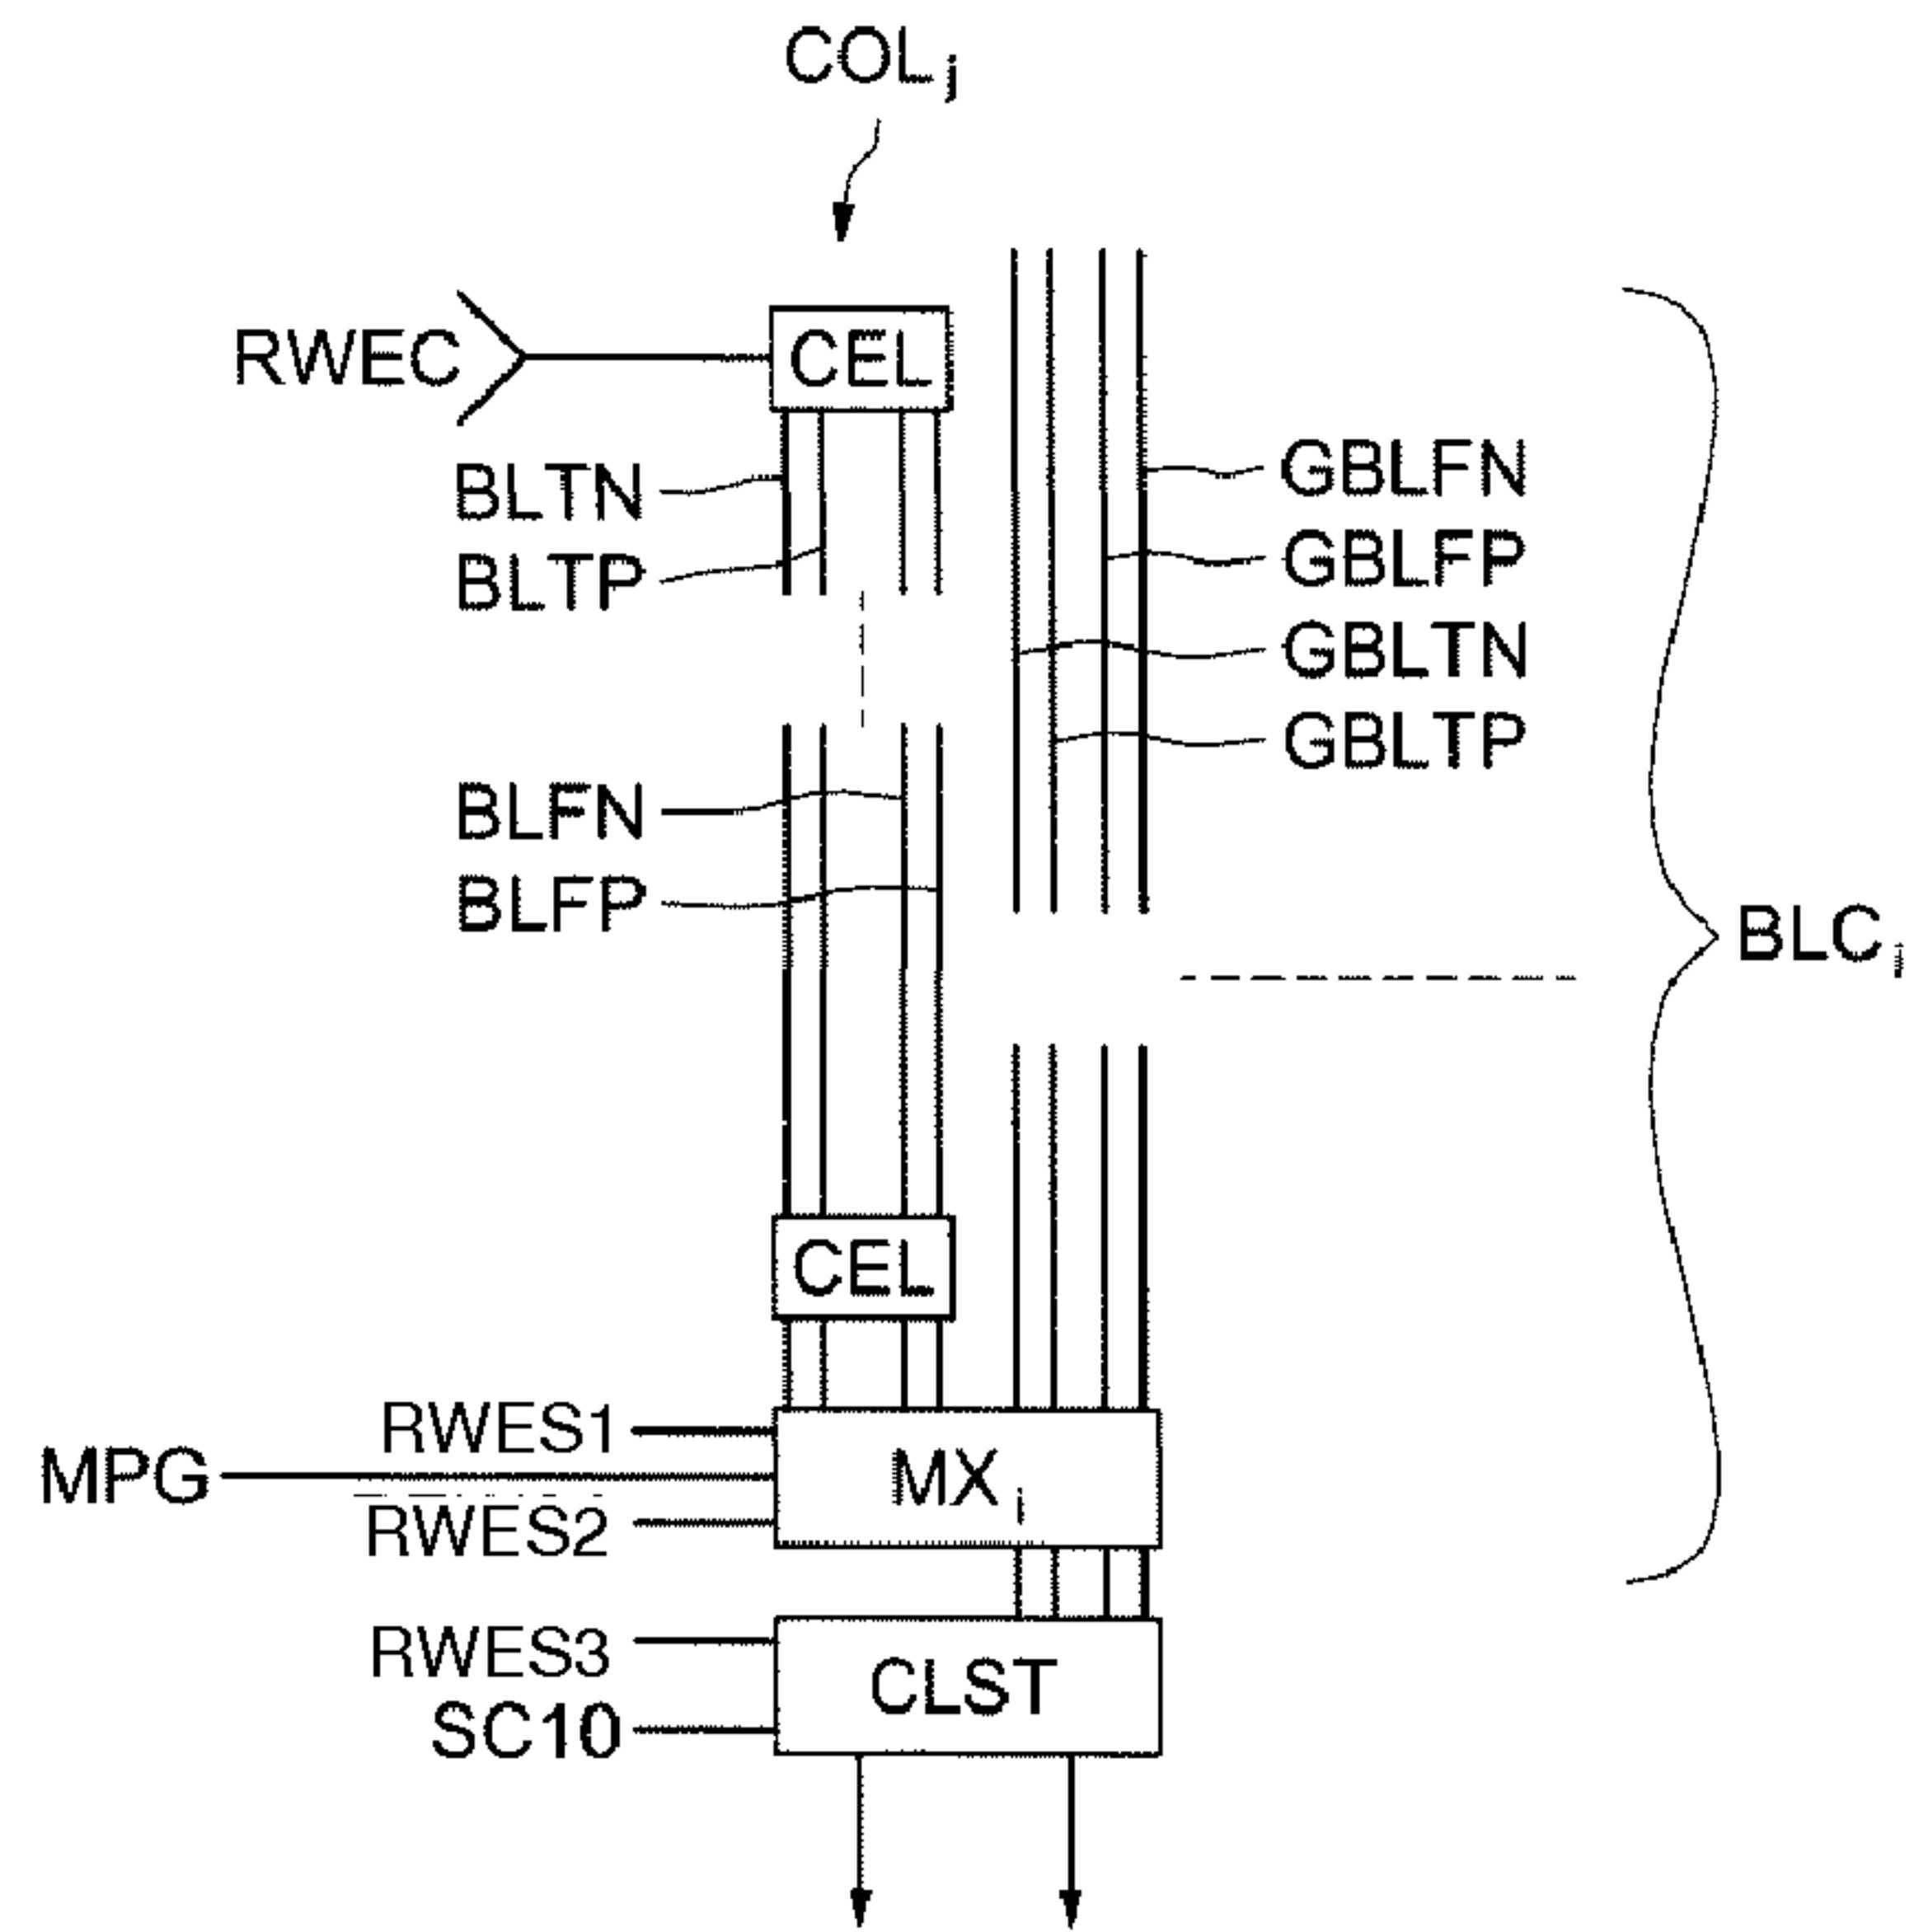 COLj
RWEC
CEL
BLTN
GBLFN
BLTP
GBLFP
GBLTN
GBLTP
BLFN
BLFP
BLCi
CEL
RWES1
MPG
MXi
RWES2
RWES3
CLST
SC10